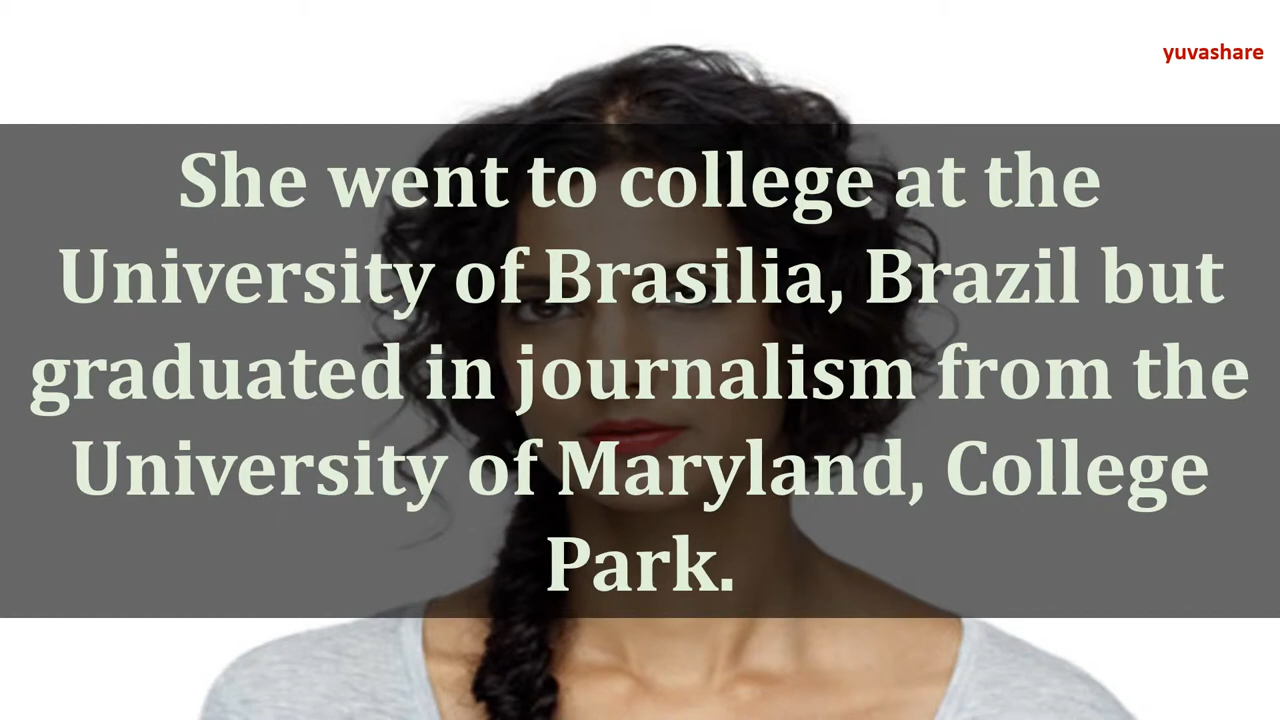 yuvashare
She went to college at the
University of Brasilia, Brazil but
graduated in journalism from the
University of Maryland, College
Park.